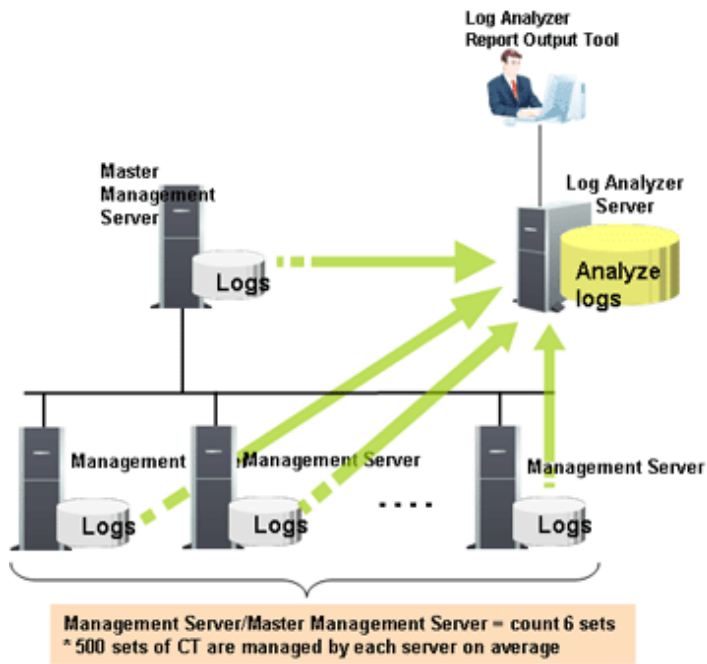 Log Analyzer
Report Output Tool
Master
Management
Server
Logs
Log Analyzer
Server
Analyze
logs
Management
Management Server
Management Server
Logs
Logs
....
Logs
Management Server/Master Management Server = count 6 sets
* 500 sets of CT are managed by each server on average